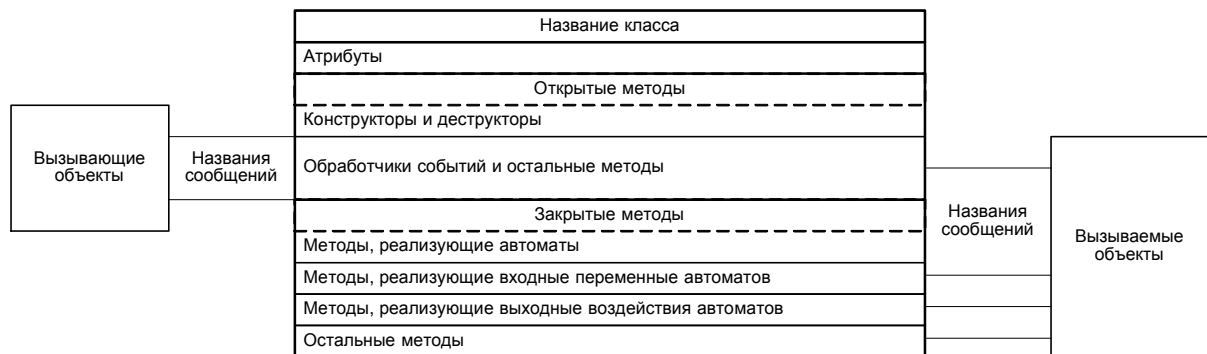 Название класса
Атрибуты
Открытые методы
Конструкторы и деструкторы
Вызывающие
объекты
Названия
сообщений
Обработчики событий и остальные методы
Закрытые методы
Методы, реализующие автоматы
Методы, реализующие входные переменные автоматов
Методы, реализующие выходные воздействия автоматов
Остальные методы
Названия
сообщений
Вызываемые
объекты